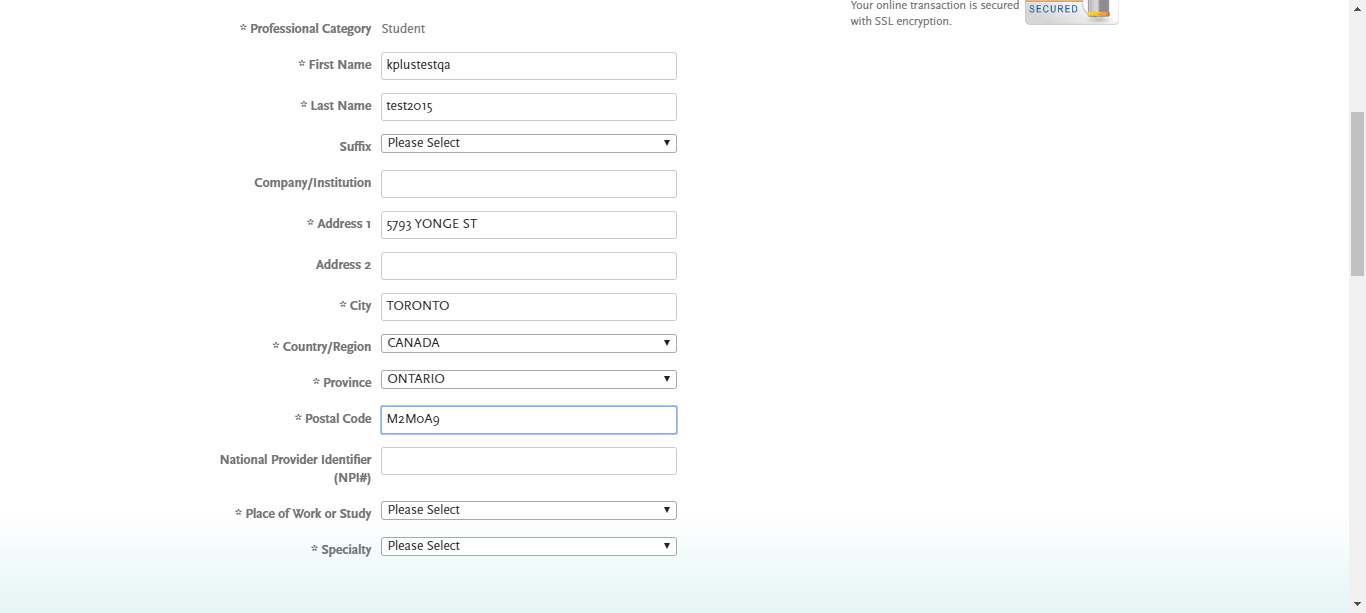 Your online transaction is secured
with SSL encryption.
SECURED
* Professional Category Student
* First Name kplustestqa
* Last Name test2015
Suffix Please Select
Company/Institution
* Address 1 5793 YONGE ST
Address 2
* City TORONTO
* Country/Region CANADA
* Province ONTARIO
* Postal Code M2M0A9
National Provider Identifier
(NPI#)
* Place of Work or Study Please Select
* Specialty Please Select